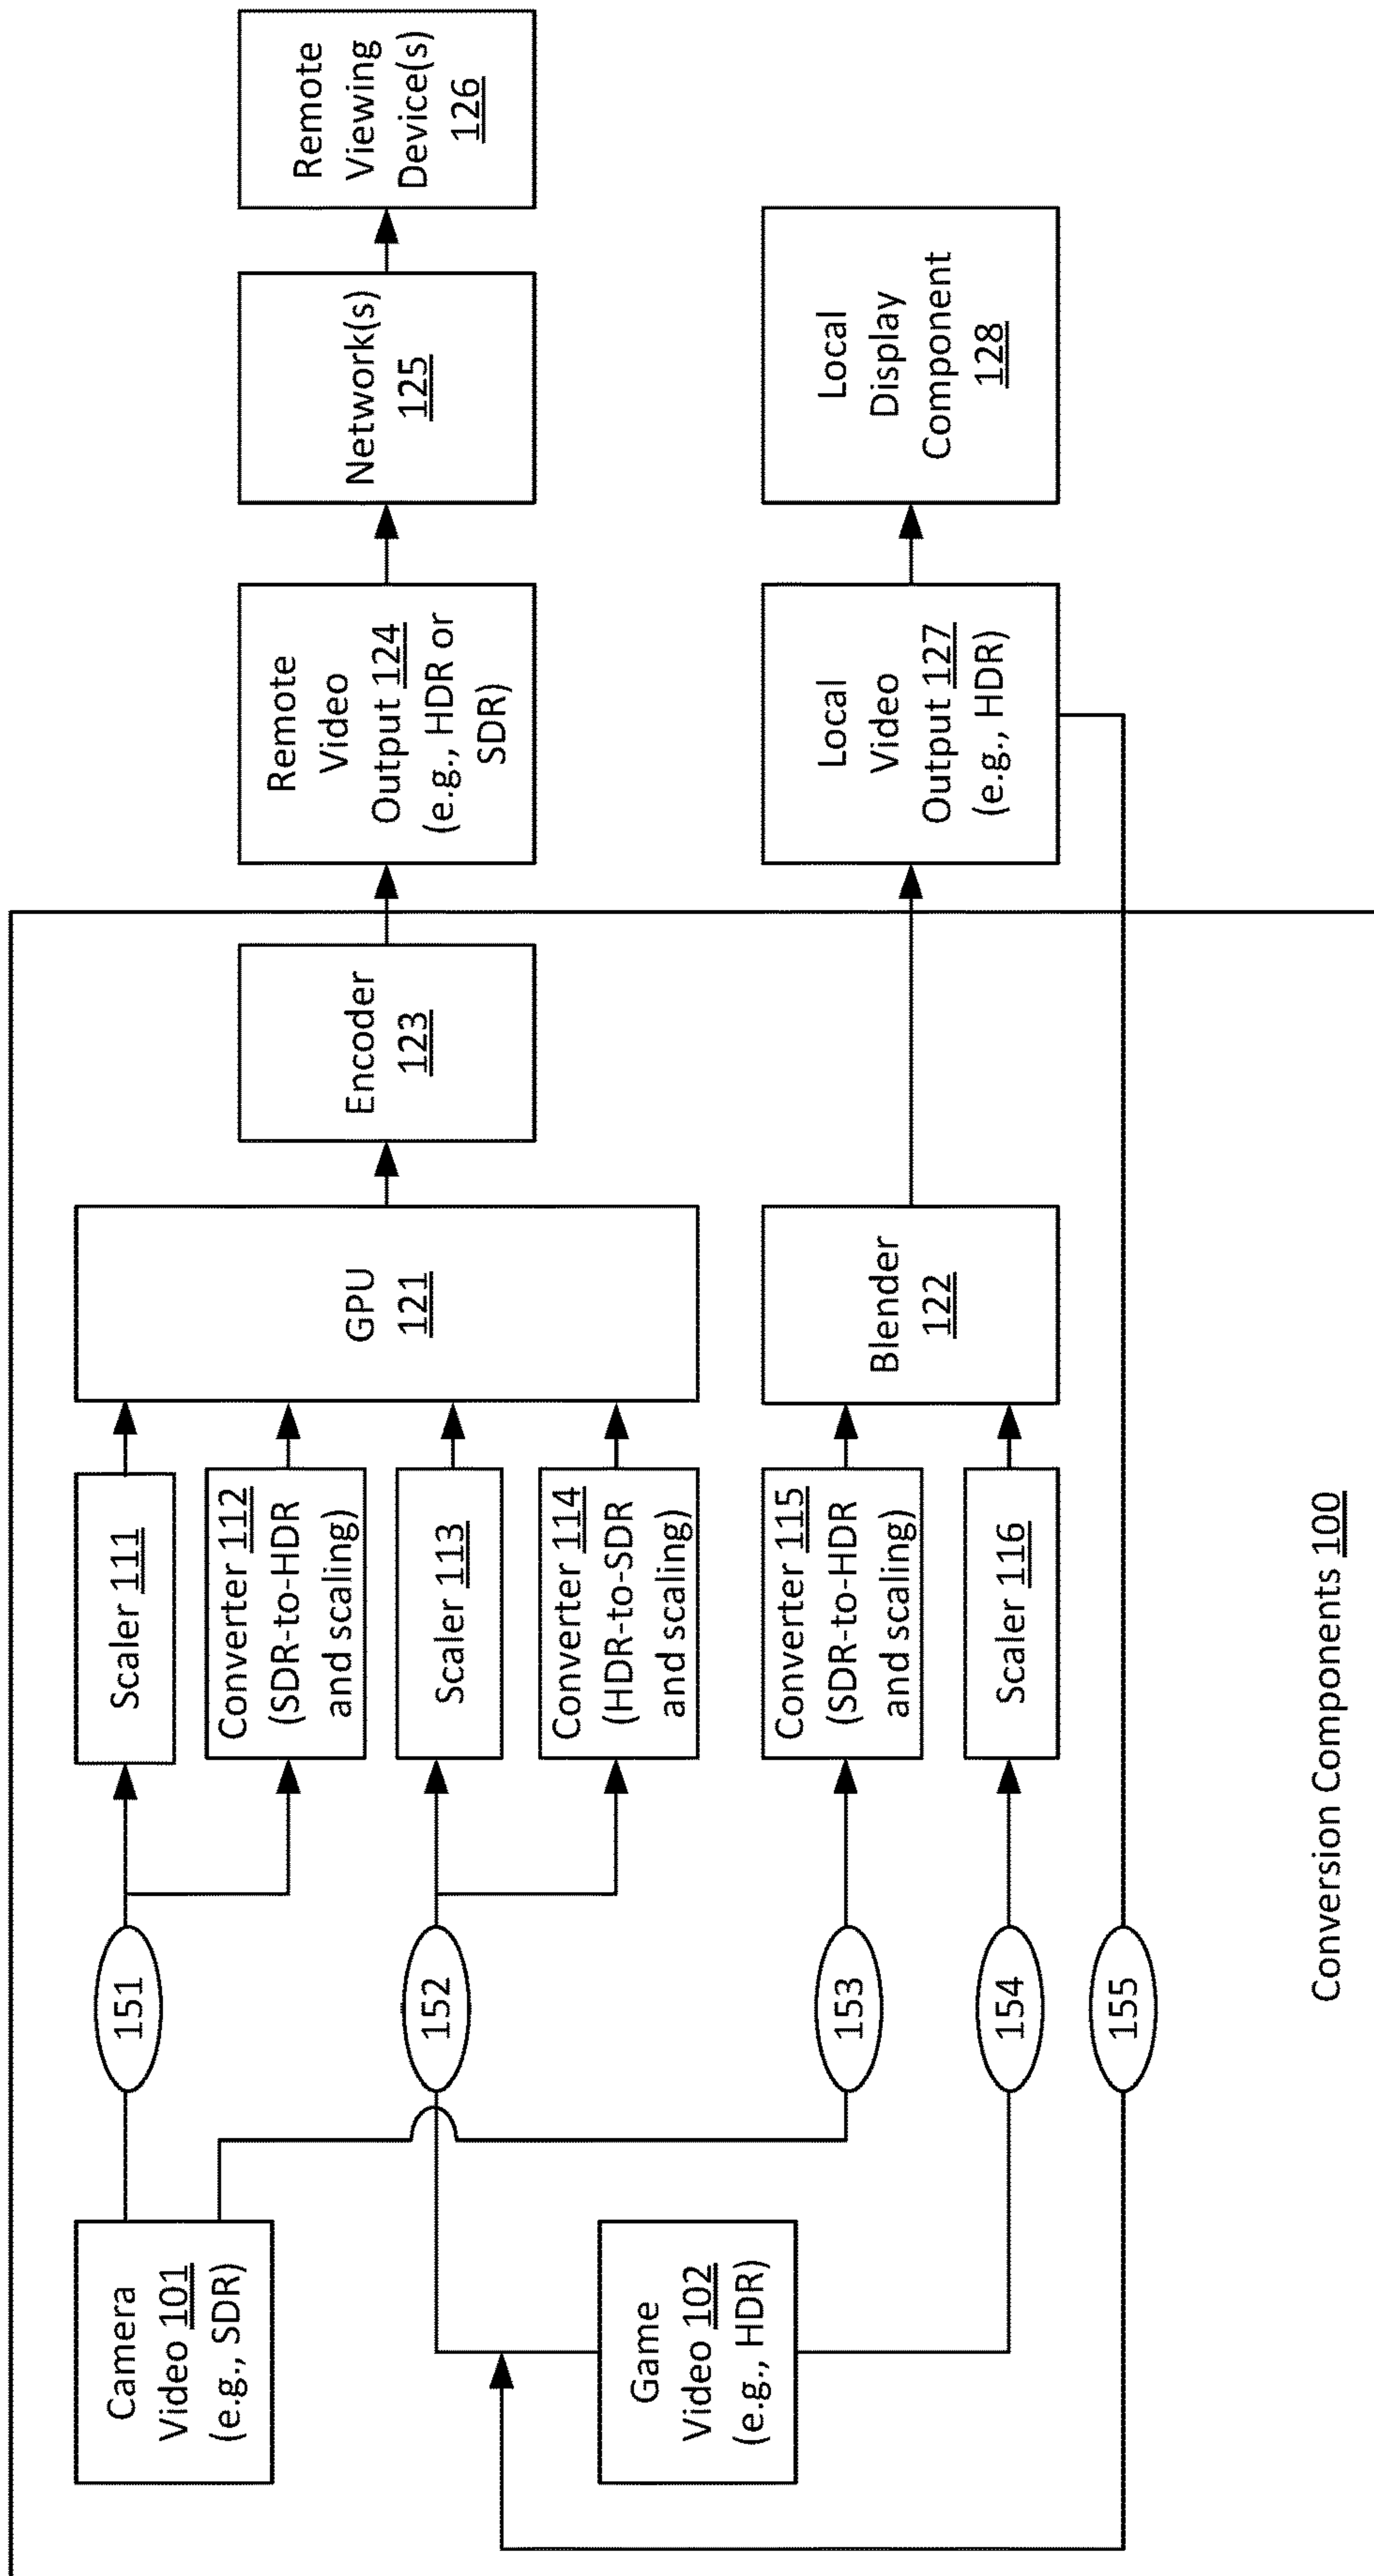 Camera
Video 101
(e.g., SDR)
Game
Video 102
(e.g., HDR)
151
152
153
154
155
Scaler 111
Converter 112
(SDR-to-HDR
and scaling)
Scaler 113
Converter 114
(HDR-to-SDR
and scaling)
Converter 115
(SDR-to-HDR
and scaling)
Scaler 116
GPU
121
Blender
122
Encoder
123
Remote
Video
Output 124
(e.g., HDR or
SDR)
Local
Video
Output 127
(e.g., HDR)
Network(s)
125
Local
Display
Component
128
Remote
Viewing
Device(s)
126
Conversion Components 100